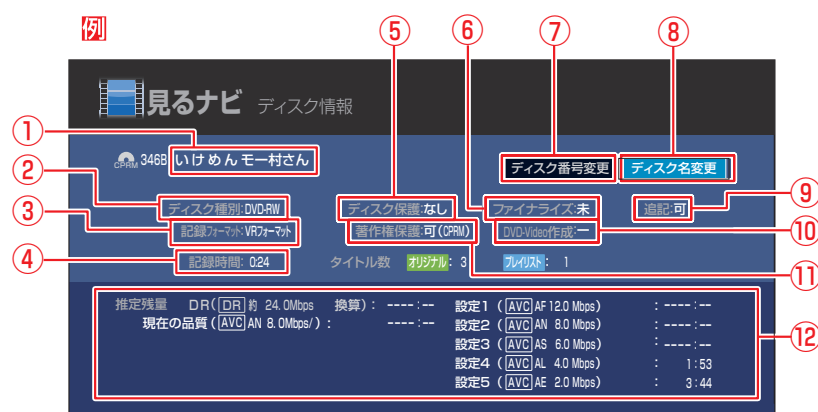 例
⑤ ⑥ ⑦ ⑧
見るナビ ディスク情報
①
CPRM 346B いけめんモー村さん ディスク番号変更 ディスク名変更
②
ディスク種別:DVD-RW ディスク保護:なし ファイナライズ:未 追記:可 ⑨
③
記録フォーマット:VRフォーマット 著作権保護:可(CPRM) DVD-Video作成:ー ⑩
④
記録時間: 0:24 タイトル数 オリジナル: 3 プレイリスト: 1 ⑪
推定残量 DR(DR 約 24.0Mbps 換算): ----:-- 設定1 (AVC AF 12.0 Mbps) : ----:--
現在の品質(AVC AN 8.0Mbps/): ----:-- 設定2 (AVC AN 8.0 Mbps) : ----:--
設定3 (AVC AS 6.0 Mbps) : ----:-- ⑫
設定4 (AVC AL 4.0 Mbps) : 1:53
設定5 (AVC AE 2.0 Mbps) : 3:44